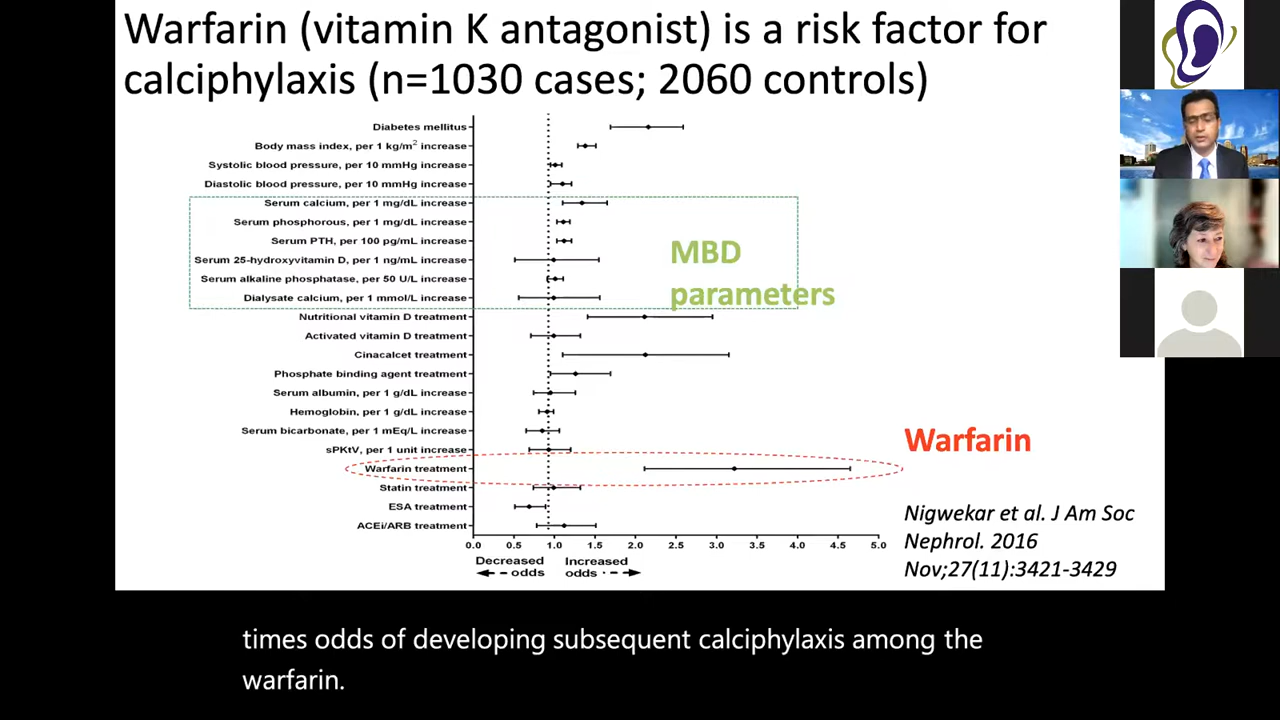 Warfarin (vitamin K antagonist) is a risk factor for
calciphylaxis (n=1030 cases; 2060 controls)
Diabetes mellitus
Body mass index, per 1 kg/m² increase
Systolic blood pressure, per 10 mmHg increase
Diastolic blood pressure, per 10 mmHg increase
Serum calcium, per 1 mg/dL increase
Serum phosphorous, per 1 mg/dL increase
Serum PTH, per 100 pg/mL increase
Serum 25-hydroxyvitamin D, per 1 ng/mL increase
Serum alkaline phosphatase, per 50 U/L increase
Dialysate calcium, per 1 mmol/L increase
MBD
parameters
Nutritional vitamin D treatment
Activated vitamin D treatment
Cinacalcet treatment
Phosphate binding agent treatment
Serum albumin, per 1 g/dL increase
Hemoglobin, per 1 g/dL increase
Serum bicarbonate, per 1 mEq/L increase
sPKtV, per 1 unit increase
Warfarin treatment
Statin treatment
ESA treatment
ACEi/ARB treatment
Warfarin
0.0 0.5 1.0 1.5 2.0 2.5 3.0 3.5 4.0 4.5 5.0
Decreased odds
Increased odds
Nigwekar et al. J Am Soc
Nephrol. 2016
Nov;27(11):3421-3429
times odds of developing subsequent calciphylaxis among the
warfarin.